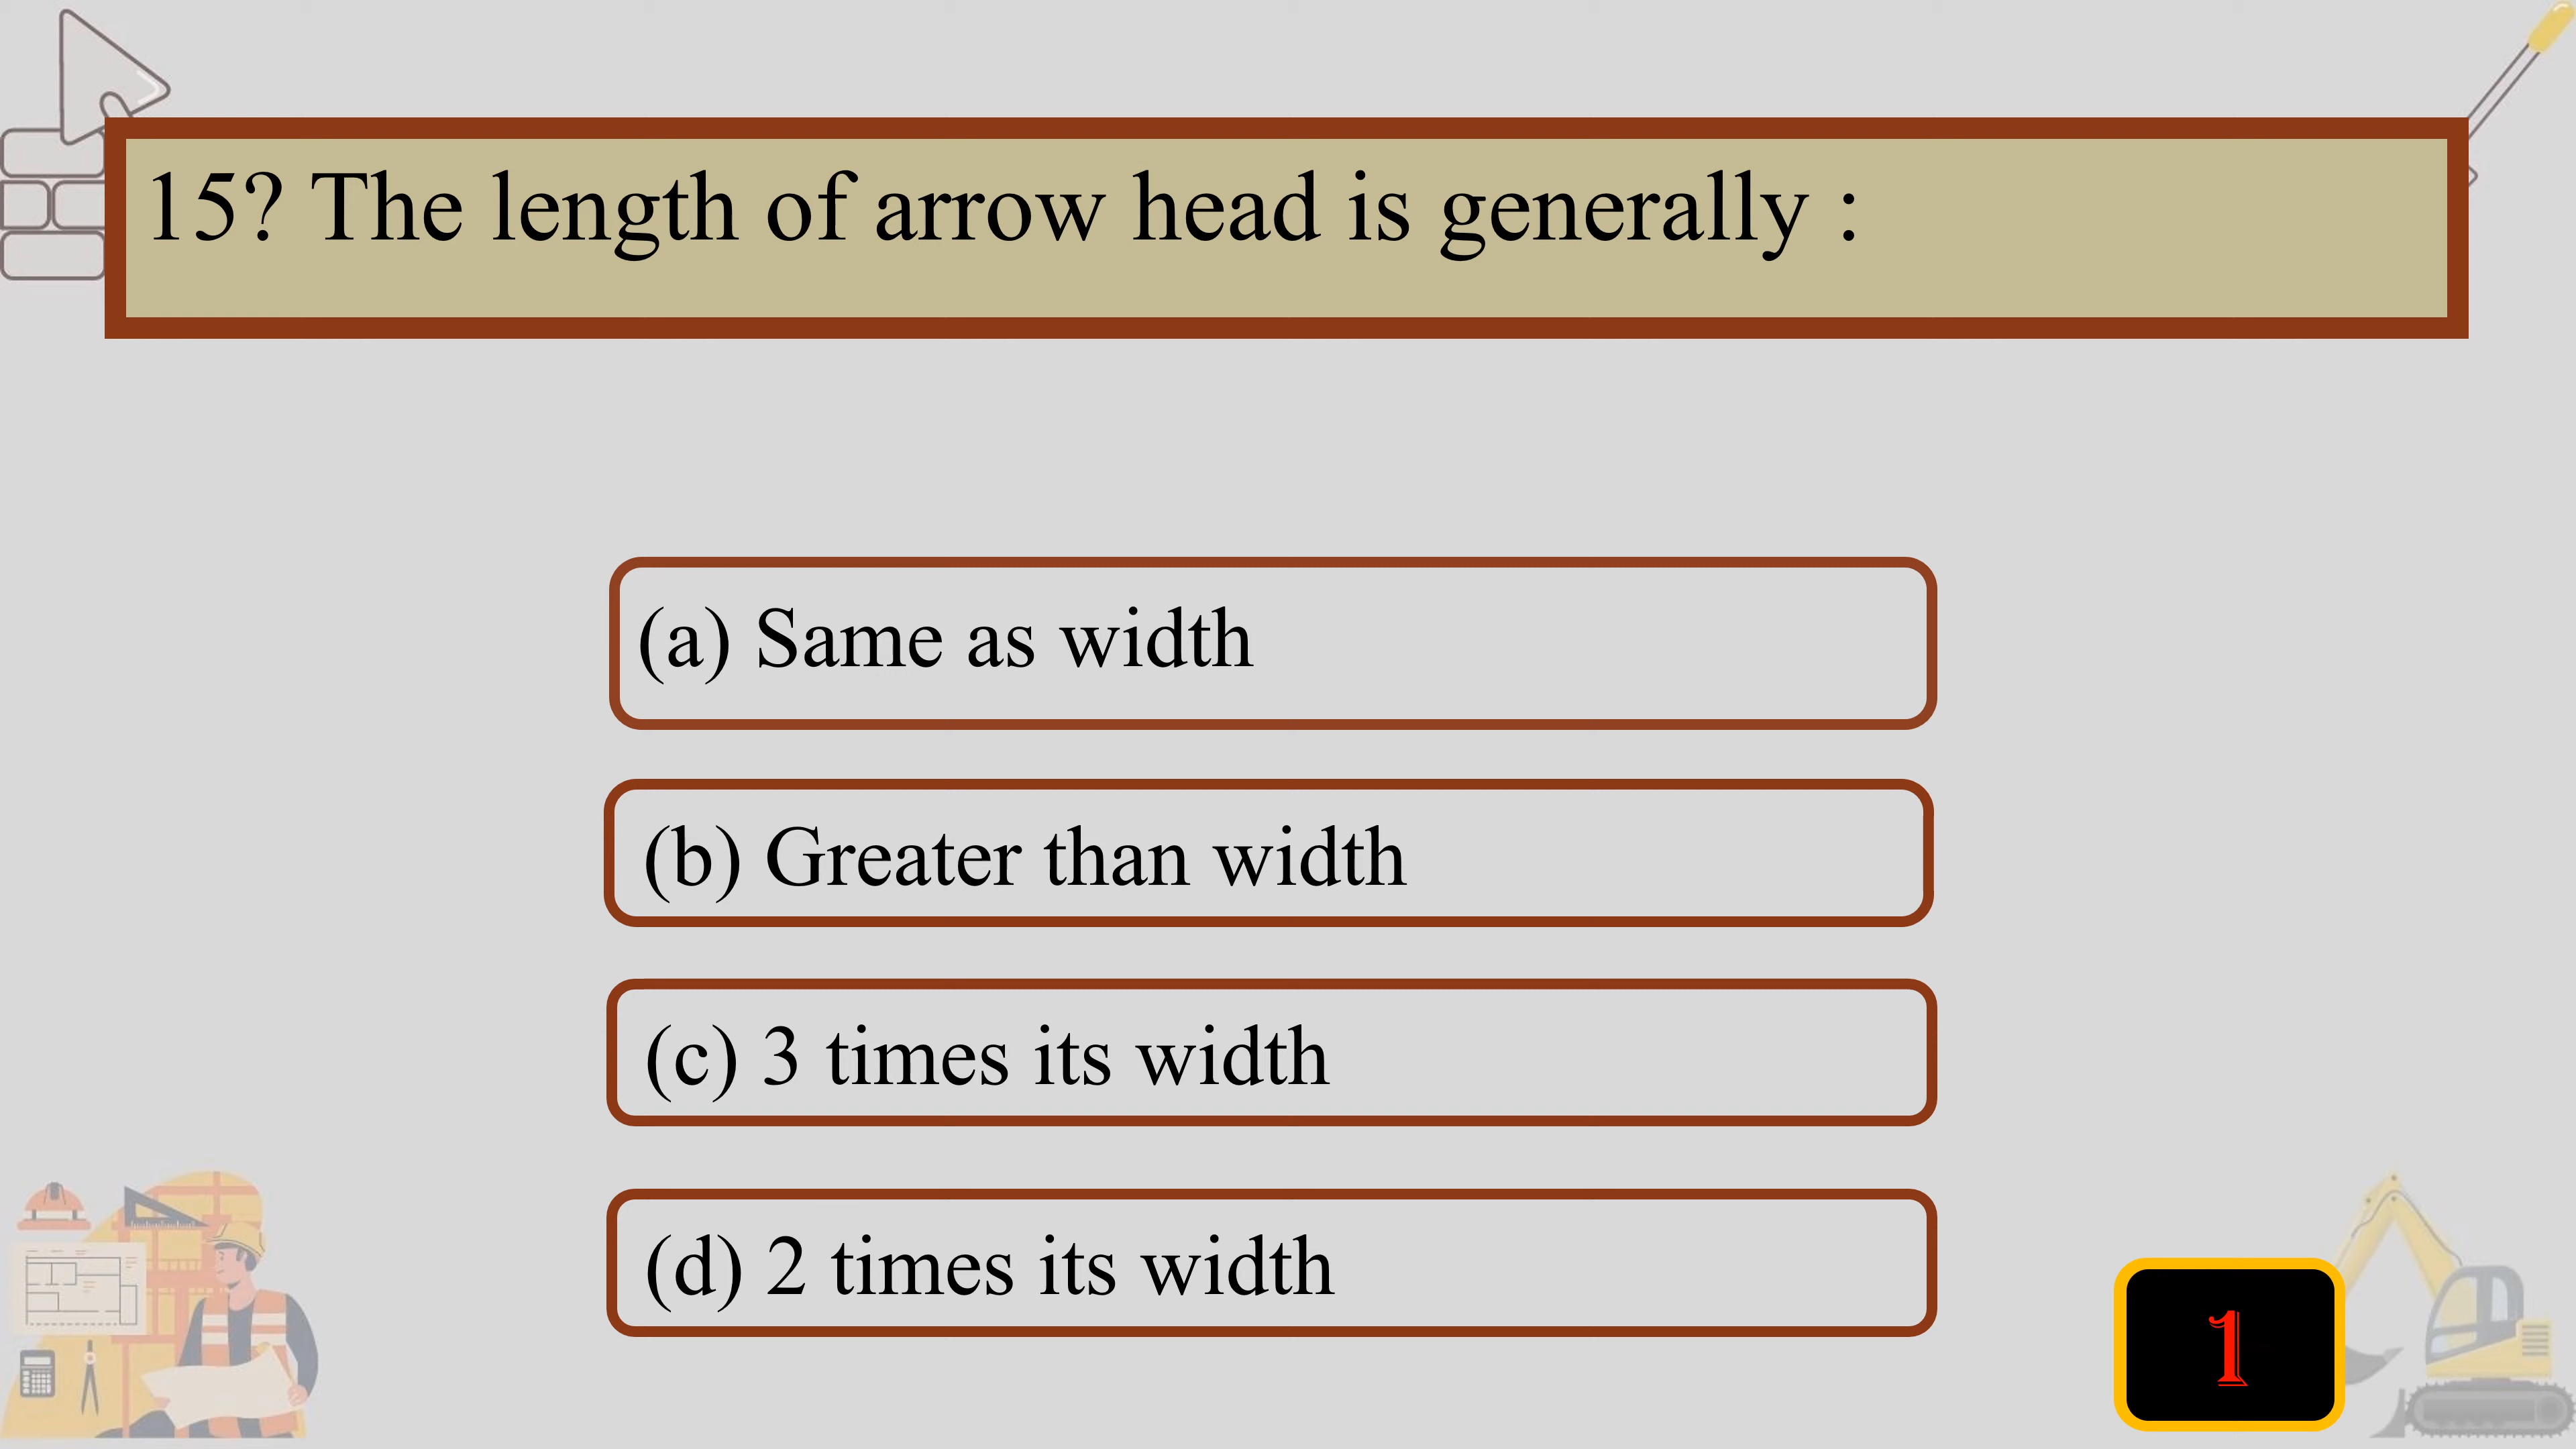 15? The length of arrow head is generally :
(a) Same as width
(b) Greater than width
(c) 3 times its width
(d) 2 times its width
1